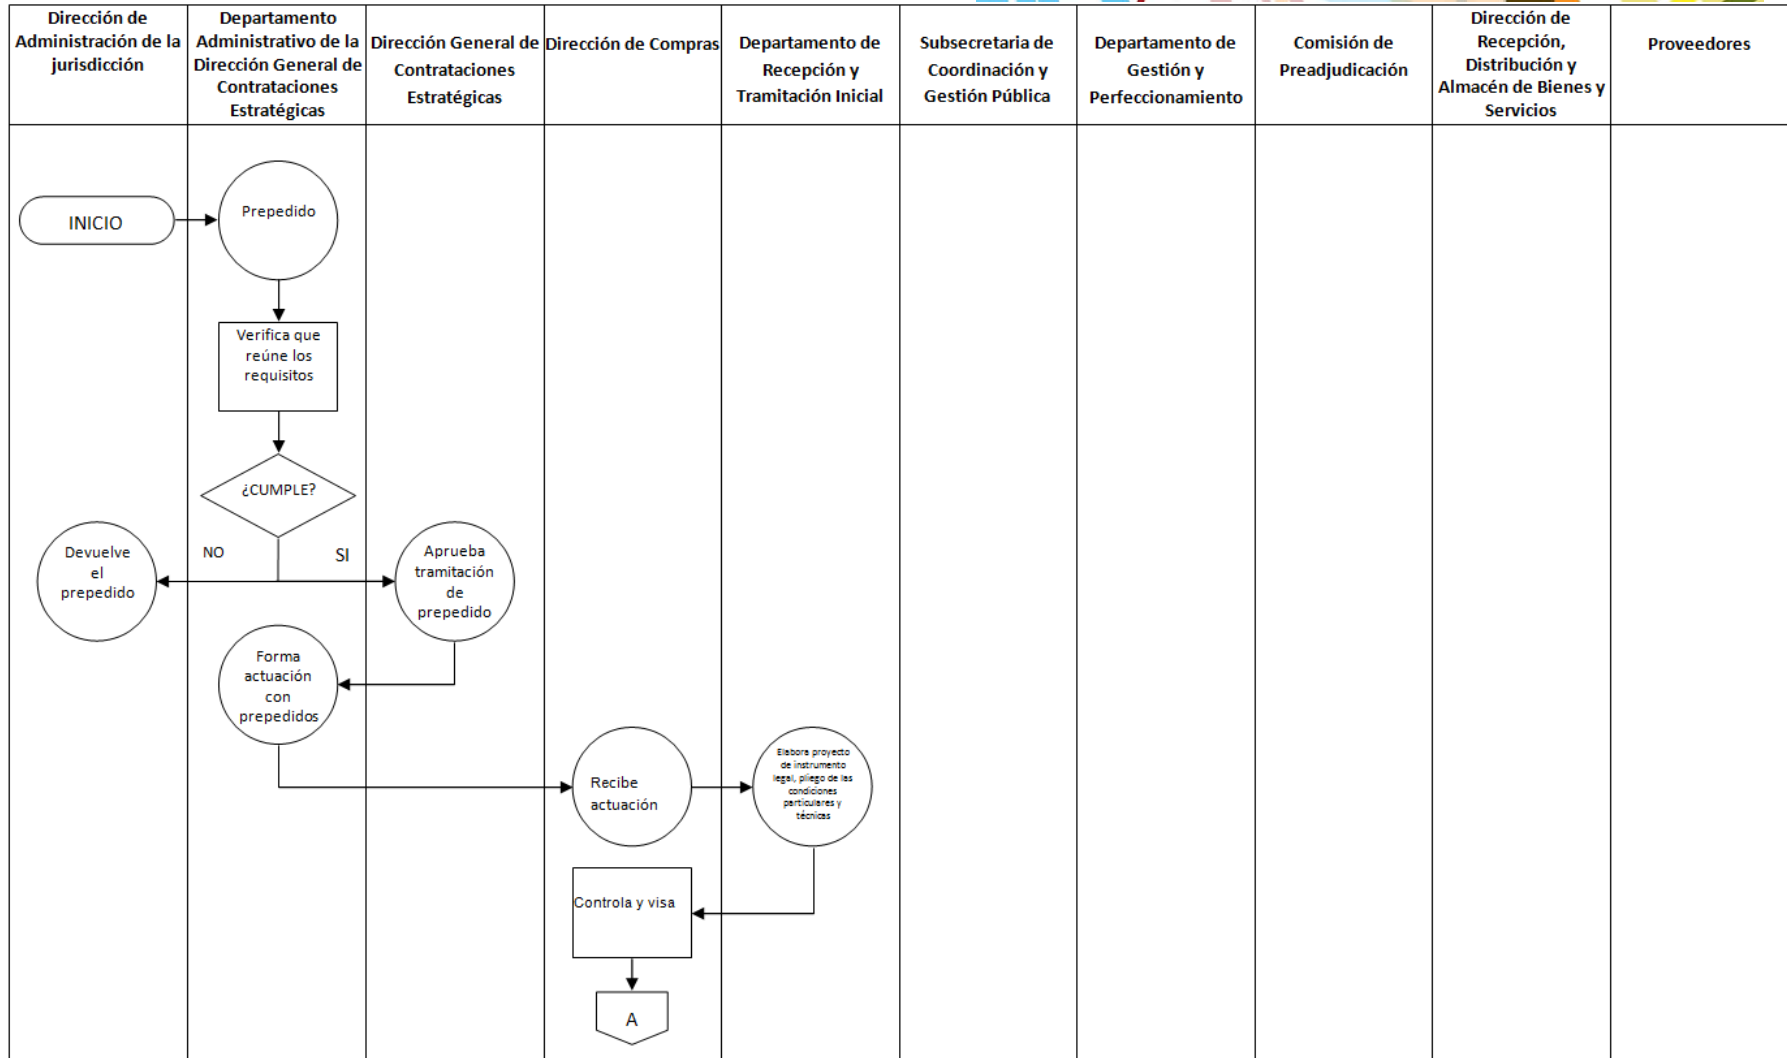 Dirección de
Administración de la
jurisdicción
Departamento
Administrativo de la
Dirección General de
Contrataciones
Estratégicas
Dirección General de
Contrataciones
Estratégicas
Dirección de Compras
Departamento de
Recepción y
Tramitación Inicial
Subsecretaria de
Coordinación y
Gestión Pública
Departamento de
Gestión y
Perfeccionamiento
Comisión de
Preadjudicación
Dirección de
Recepción,
Distribución y
Almacén de Bienes y
Servicios
Proveedores
INICIO
Prepedido
Verifica que
reúne los
requisitos
¿CUMPLE?
NO
SI
Devuelve
el
prepedido
Aprueba
tramitación
de
prepedido
Forma
actuación
con
prepedidos
Recibe
actuación
Elabora proyecto
de instrumento
legal, pliego de las
condiciones
particulares y
técnicas
Controla y visa
A